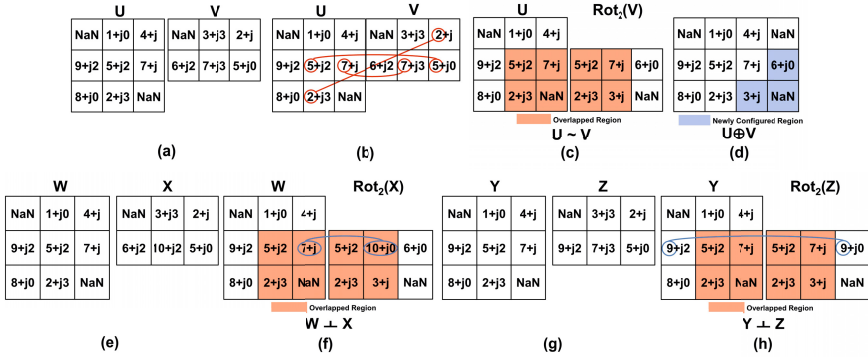 U V
NaN 1+j0 4+j NaN 3+j3 2+j
9+j2 5+j2 7+j 6+j2 7+j3 5+j0
8+j0 2+j3 NaN
(a)
U V
NaN 1+j0 4+j NaN 3+j3 2+j
9+j2 5+j2 7+j 6+j2 7+j3 5+j0
8+j0 2+j3 NaN
(b)
U Rot₂(V)
NaN 1+j0 4+j
9+j2 5+j2 7+j 5+j2 7+j 6+j0
8+j0 2+j3 NaN 2+j3 3+j NaN
Overlapped Region
U ~ V
(c)
NaN 1+j0 4+j NaN
9+j2 5+j2 7+j 6+j0
8+j0 2+j3 3+j NaN
Newly Configured Region
U⊕V
(d)
W X
NaN 1+j0 4+j NaN 3+j3 2+j
9+j2 5+j2 7+j 6+j2 10+j2 5+j0
8+j0 2+j3 NaN
(e)
W Rot₂(X)
NaN 1+j0 4+j
9+j2 5+j2 7+j 5+j2 10+j0 6+j0
8+j0 2+j3 NaN 2+j3 3+j NaN
Overlapped Region
W ⊥ X
(f)
Y Z
NaN 1+j0 4+j NaN 3+j3 2+j
9+j2 5+j2 7+j 9+j2 7+j3 5+j0
8+j0 2+j3 NaN
(g)
Y Rot₂(Z)
NaN 1+j0 4+j
9+j2 5+j2 7+j 5+j2 7+j 9+j0
8+j0 2+j3 NaN 2+j3 3+j NaN
Overlapped Region
Y ⊥ Z
(h)